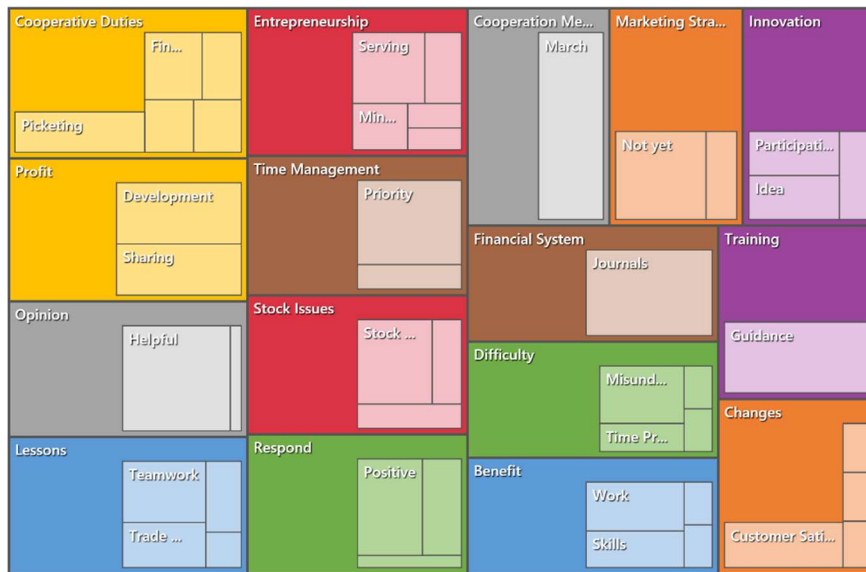 Cooperative Duties
Fin...
Picketing
Profit
Development
Sharing
Opinion
Helpful
Lessons
Teamwork
Trade ...
Entrepreneurship
Serving
Min...
Time Management
Priority
Stock Issues
Stock ...
Respond
Positive
Cooperation Me...
March
Marketing Stra...
Not yet
Innovation
Participati...
Idea
Financial System
Journals
Training
Guidance
Difficulty
Misund...
Time Pr...
Benefit
Work
Skills
Changes
Customer Sati...